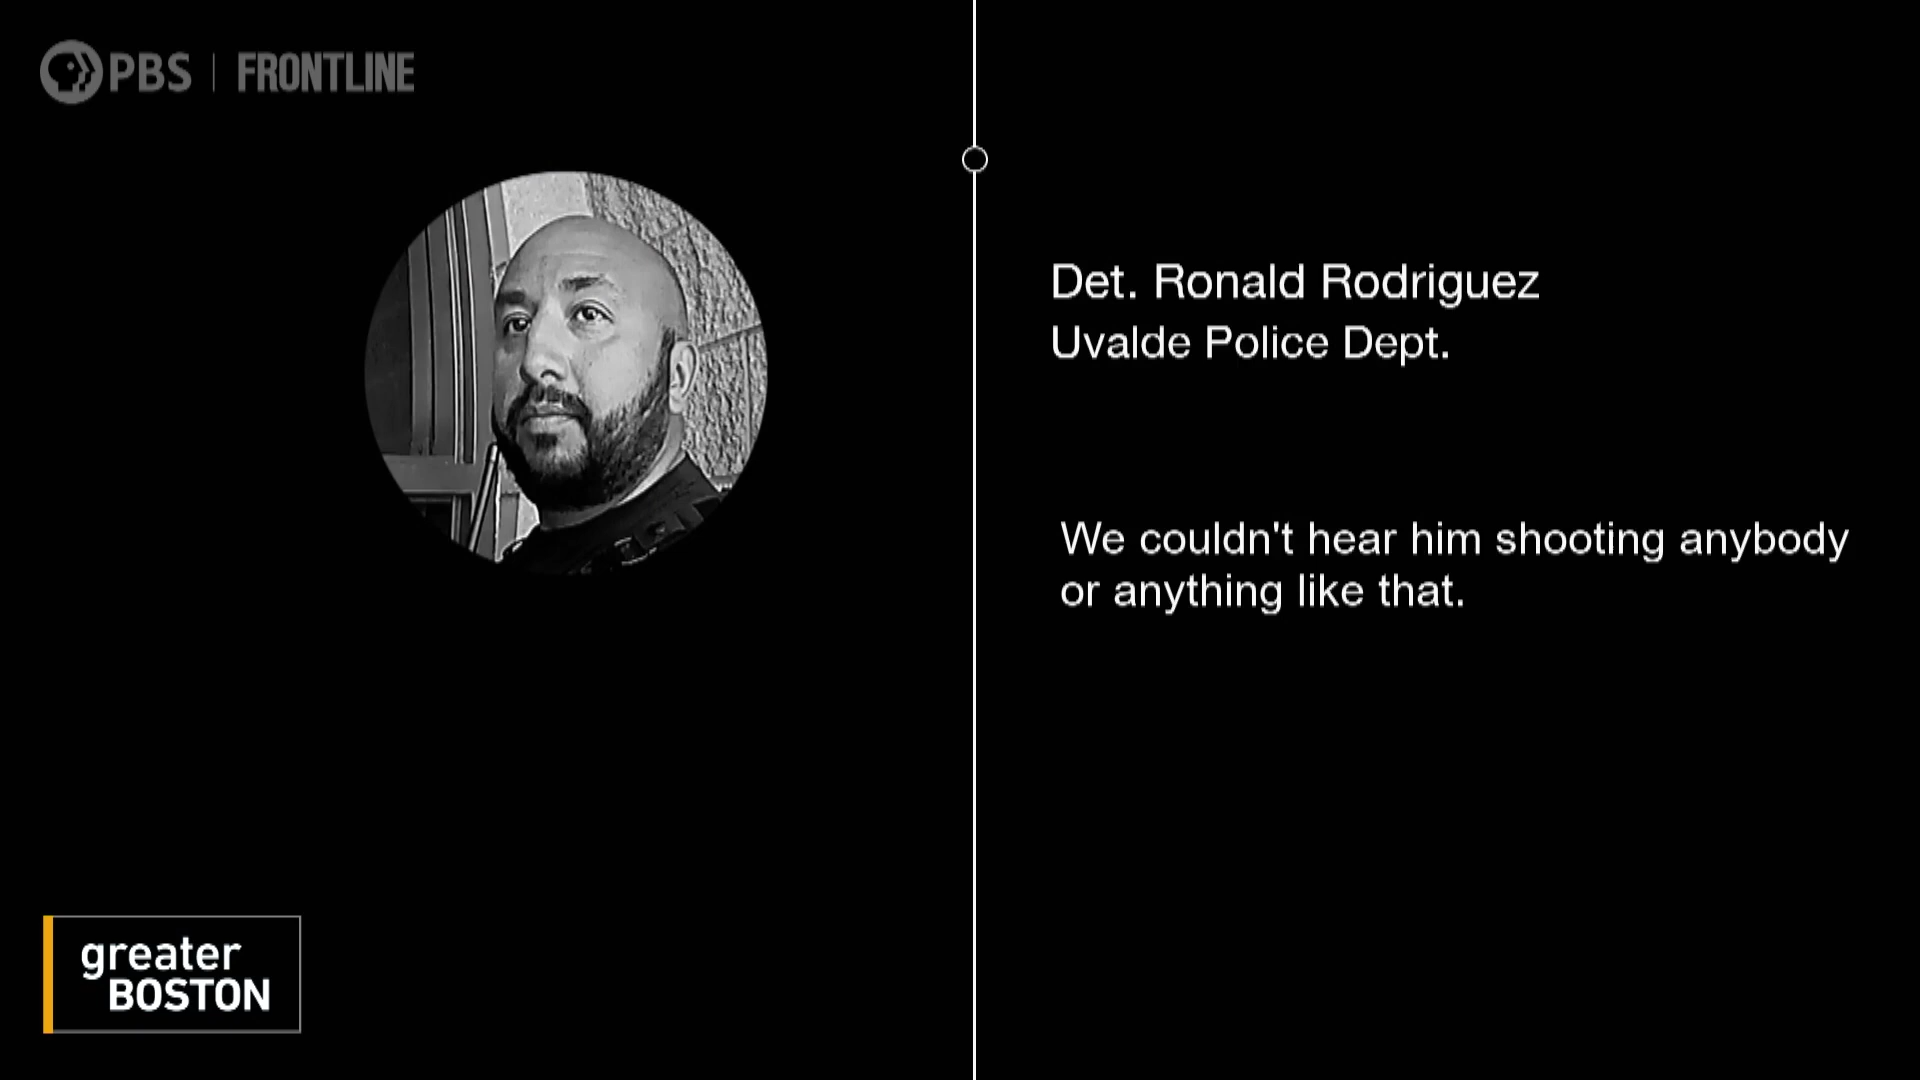 PBS | FRONTLINE
Det. Ronald Rodriguez
Uvalde Police Dept.
We couldn't hear him shooting anybody
or anything like that.
greater
BOSTON